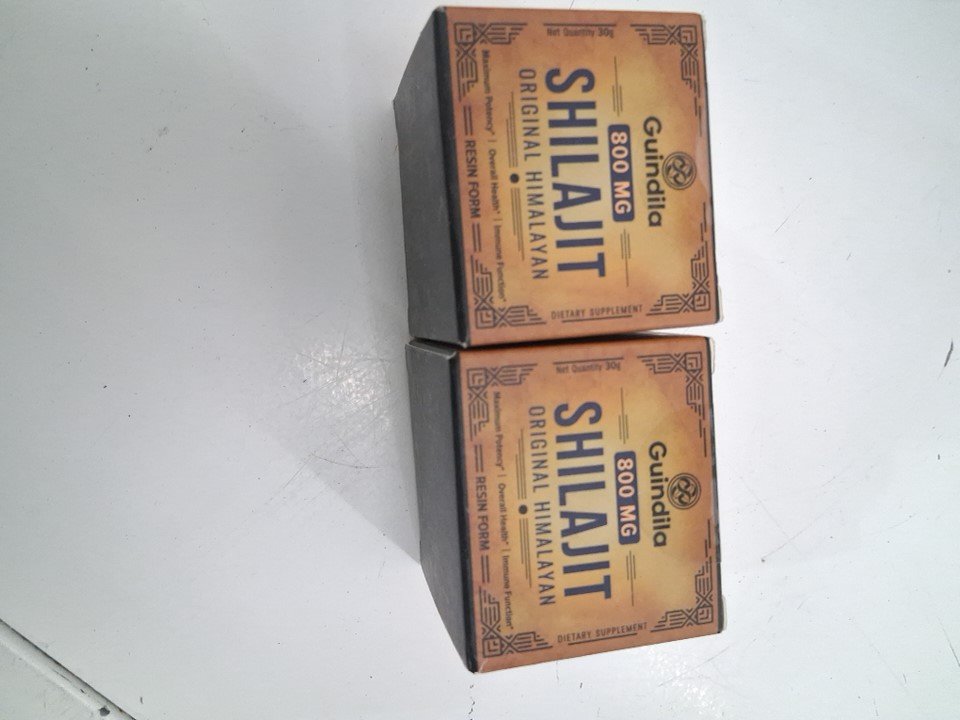 Guindila
800 MG
SHILAJIT
ORIGINAL HIMALAYAN
Maximum Potency* | Overall Health* | Immune Function*
RESIN FORM
Net Quantity 30g
DIETARY SUPPLEMENT
Guindila
800 MG
SHILAJIT
ORIGINAL HIMALAYAN
Maximum Potency* | Overall Health* | Immune Function*
RESIN FORM
Net Quantity 30g
DIETARY SUPPLEMENT